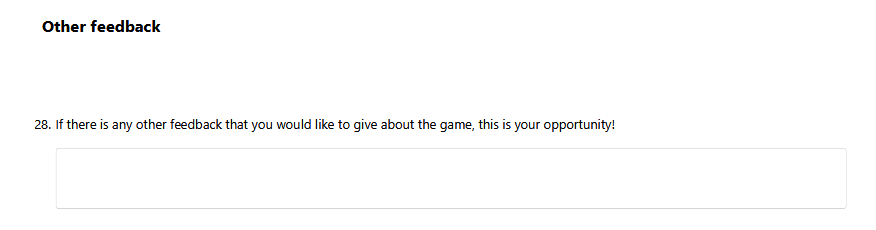 Other feedback
28. If there is any other feedback that you would like to give about the game, this is your opportunity!